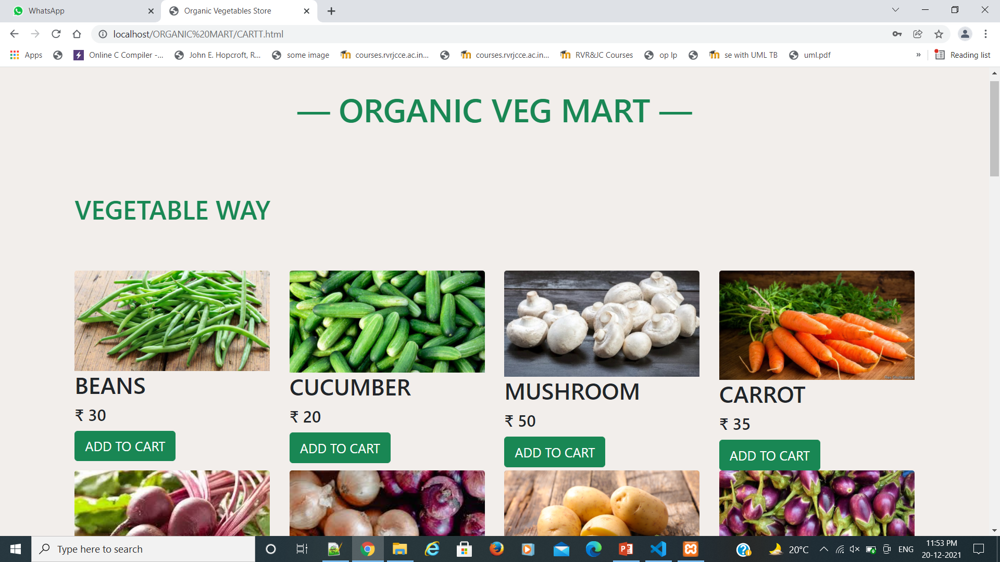 WhatsApp
Organic Vegetables Store
localhost/ORGANIC%20MART/CARTT.html
Apps
Online C Compiler -...
John E. Hopcroft, R...
some image
courses.rvrjcce.ac.in...
courses.rvrjcce.ac.in...
RVR&JC Courses
op lp
se with UML TB
uml.pdf
»
Reading list
— ORGANIC VEG MART —
VEGETABLE WAY
BEANS
₹ 30
ADD TO CART
CUCUMBER
₹ 20
ADD TO CART
MUSHROOM
₹ 50
ADD TO CART
CARROT
₹ 35
ADD TO CART
Type here to search
20°C
ENG
11:53 PM
20-12-2021